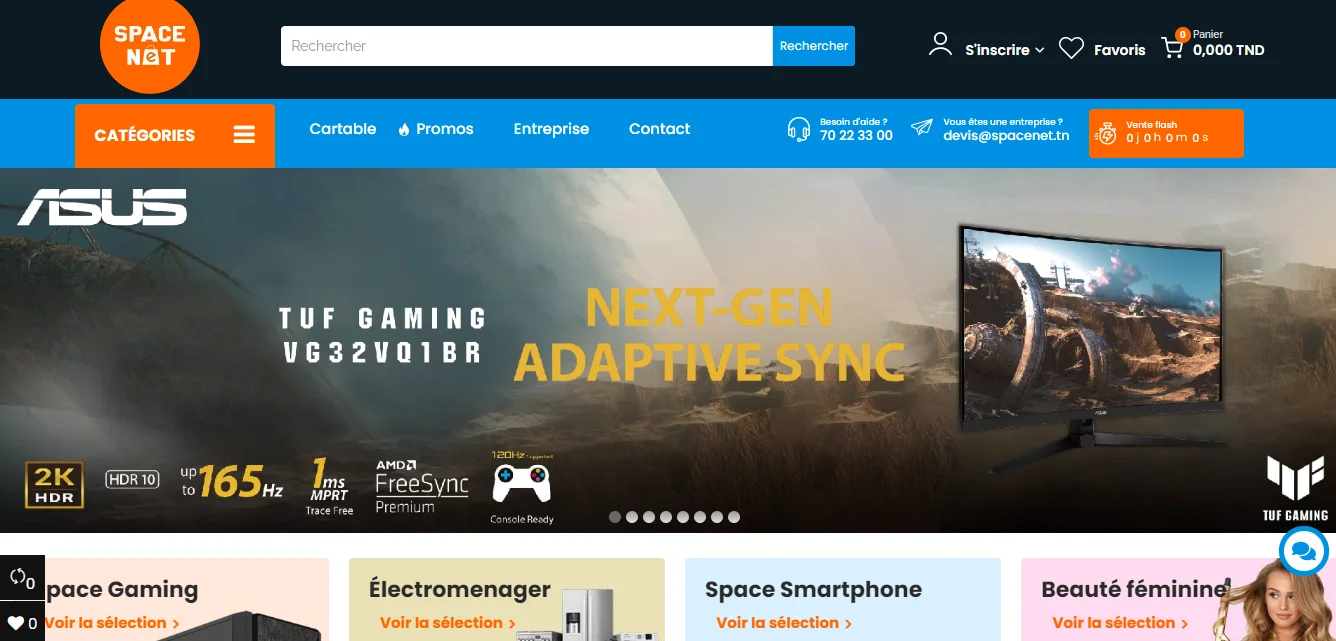 SPACE
NET
Rechercher
Rechercher
S'inscrire
Favoris
0
Panier
0,000 TND
CATÉGORIES
Cartable
Promos
Entreprise
Contact
Besoin d'aide ?
70 22 33 00
Vous êtes une entreprise ?
devis@spacenet.tn
Vente flash
0 j 0 h 0 m 0 s
ASUS
TUF GAMING
VG32VQ1BR
NEXT-GEN
ADAPTIVE SYNC
2K
HDR
HDR 10
up
to 165Hz
1ms
MPRT
Trace Free
AMD
FreeSync
Premium
120Hz-supported
Console Ready
ASUS
TUF GAMING
0
0
pace Gaming
Voir la sélection
Électromenager
Voir la sélection
Space Smartphone
Voir la sélection
Beauté féminine
Voir la sélection